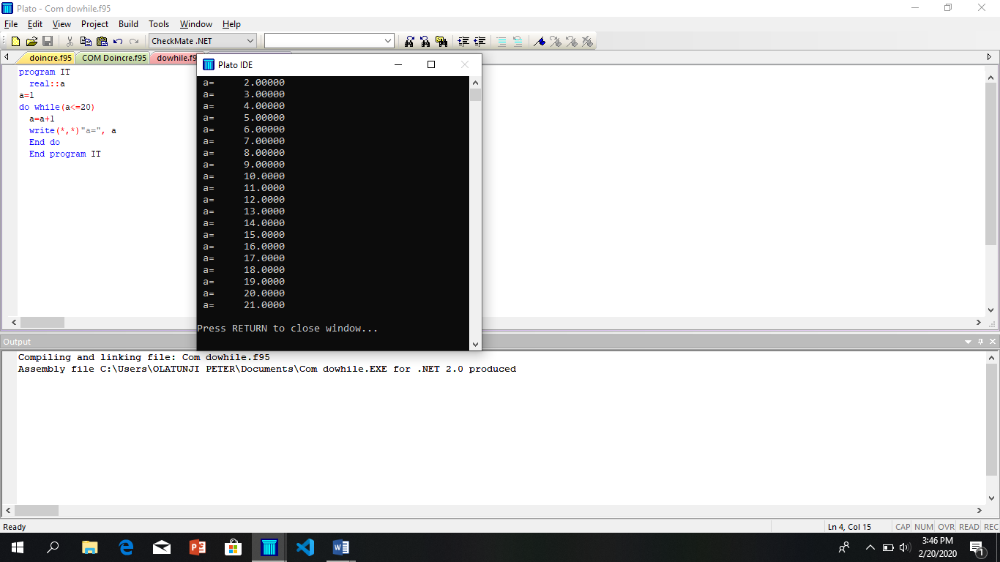 Plato - Com dowhile.f95
File Edit View Project Build Tools Window Help
CheckMate .NET
doincre.f95 COM Doincre.f95 dowhile.f95
program IT
real::a
a=1
do while(a<=20)
a=a+1
write(*,*)"a=", a
End do
End program IT
Plato IDE
a= 2.00000
a= 3.00000
a= 4.00000
a= 5.00000
a= 6.00000
a= 7.00000
a= 8.00000
a= 9.00000
a= 10.0000
a= 11.0000
a= 12.0000
a= 13.0000
a= 14.0000
a= 15.0000
a= 16.0000
a= 17.0000
a= 18.0000
a= 19.0000
a= 20.0000
a= 21.0000
Press RETURN to close window...
Output
Compiling and linking file: Com dowhile.f95
Assembly file C:\Users\OLATUNJI PETER\Documents\Com dowhile.EXE for .NET 2.0 produced
Ready
Ln 4, Col 15
CAP NUM OVR READ REC
3:46 PM
2/20/2020
1